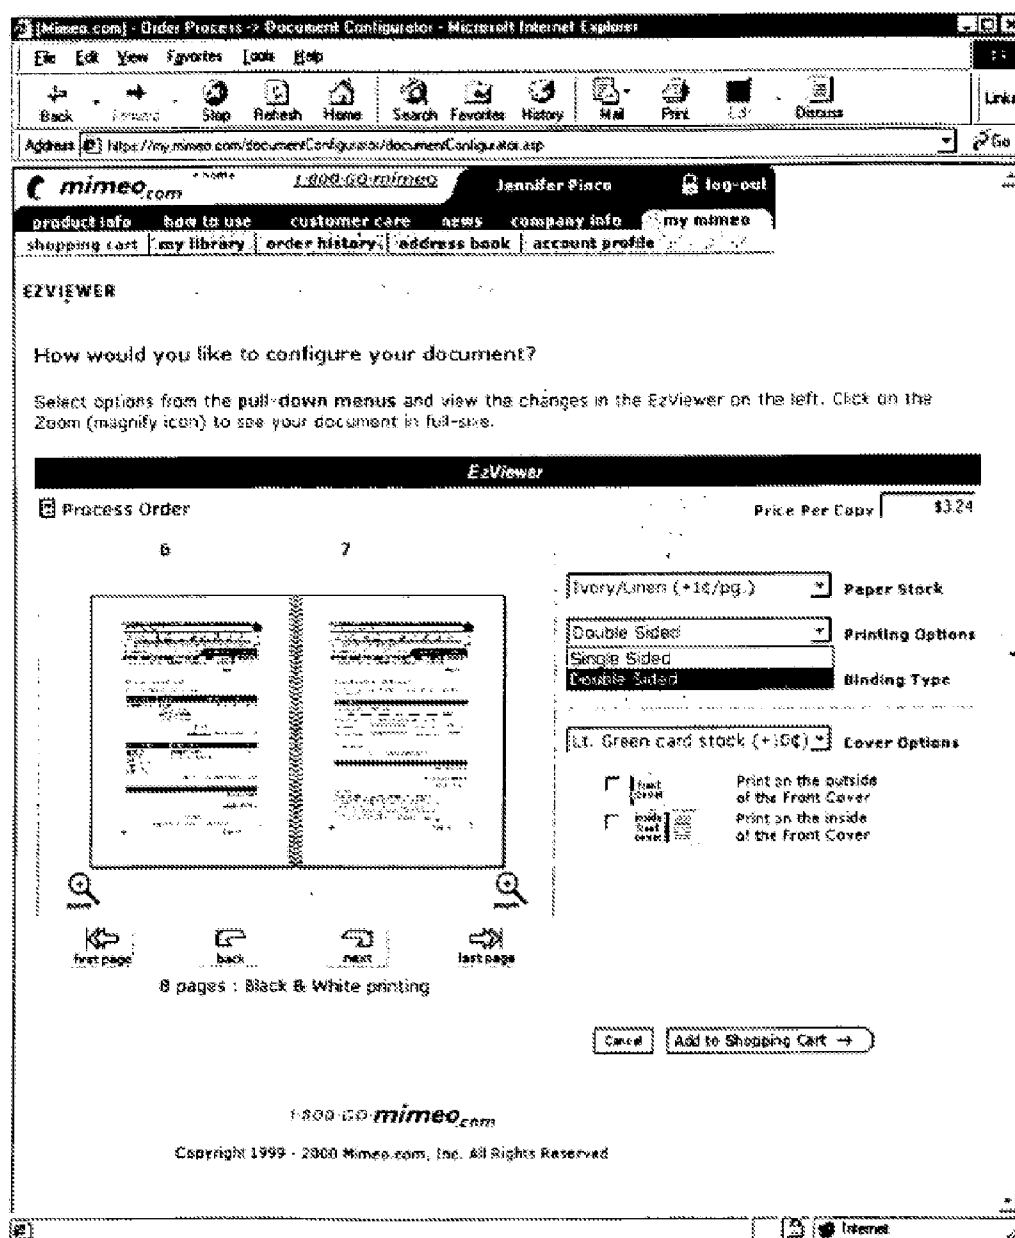 [Mimeo.com] - Order Process -> Document Configurator - Microsoft Internet Explorer
File Edit View Favorites Tools Help
Back Forward Stop Refresh Home Search Favorites History Mail Print Edit Discuss Links
Address https://my.mimeo.com/documentConfigurator/documentConfigurator.asp Go
mimeo.com home 1-800-GO-mimeo Jennifer Pinco log-out
product info how to use customer care news company info my mimeo
shopping cart my library order history address book account profile
EZVIEWER
How would you like to configure your document?
Select options from the pull-down menus and view the changes in the EzViewer on the left. Click on the
Zoom (magnify icon) to see your document in full-size.
EzViewer
Process Order Price Per Copy $3.24
6 7
Ivory/Linen (+1¢/pg.) Paper Stock
Double Sided Printing Options
Single Sided
Double Sided Binding Type
Lt. Green card stock (+10¢) Cover Options
front cover Print on the outside
of the Front Cover
inside front cover Print on the inside
of the Front Cover
zoom zoom
first page back next last page
8 pages : Black & White printing
Cancel Add to Shopping Cart →
1-800-GO-mimeo.com
Copyright 1999 - 2000 Mimeo.com, Inc. All Rights Reserved
Internet